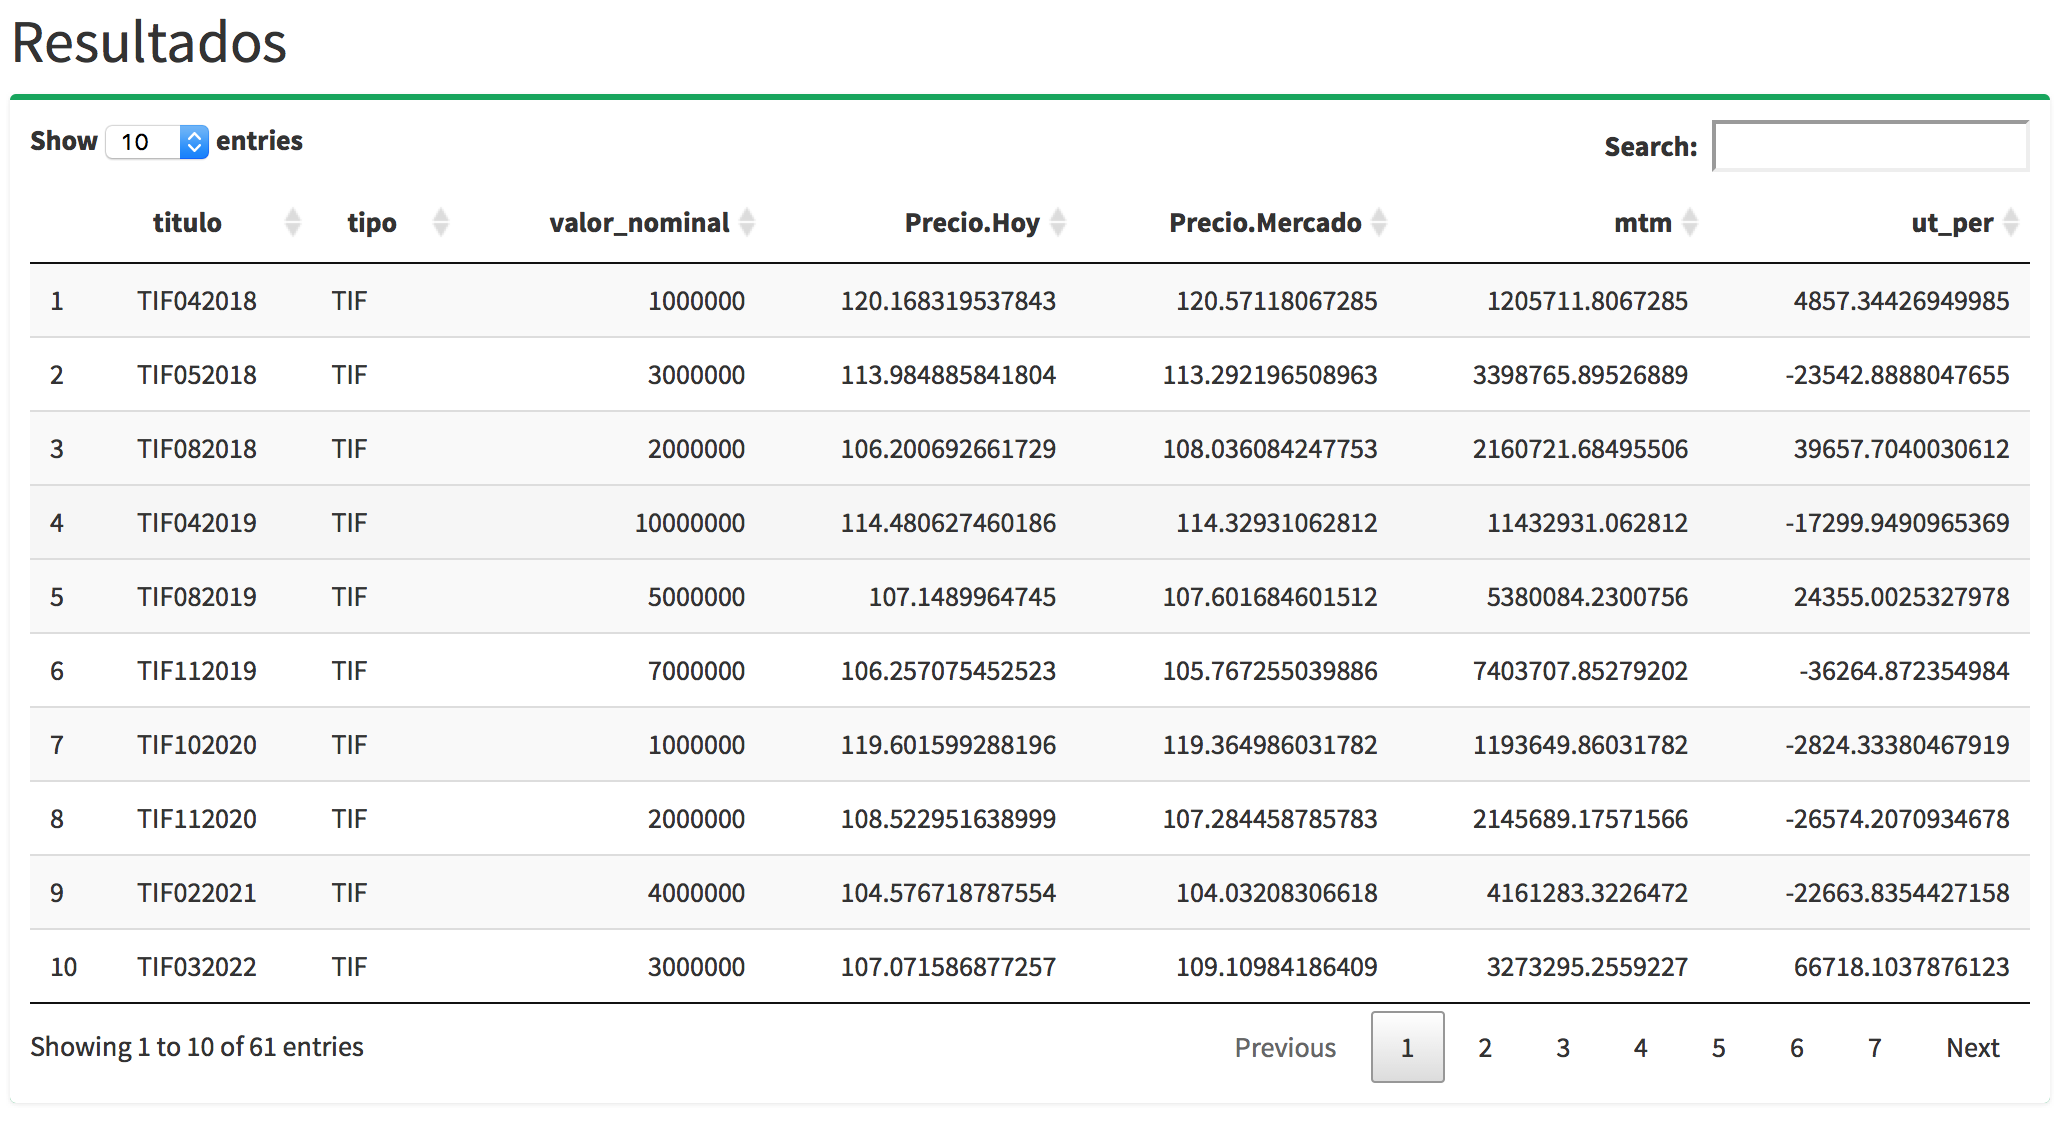 Resultados
Show 10 entries Search:
titulo tipo valor_nominal Precio.Hoy Precio.Mercado mtm ut_per
1 TIF042018 TIF 1000000 120.168319537843 120.57118067285 1205711.8067285 4857.34426949985
2 TIF052018 TIF 3000000 113.984885841804 113.292196508963 3398765.89526889 -23542.8888047655
3 TIF082018 TIF 2000000 106.200692661729 108.036084247753 2160721.68495506 39657.7040030612
4 TIF042019 TIF 10000000 114.480627460186 114.32931062812 11432931.062812 -17299.9490965369
5 TIF082019 TIF 5000000 107.1489964745 107.601684601512 5380084.2300756 24355.0025327978
6 TIF112019 TIF 7000000 106.257075452523 105.767255039886 7403707.85279202 -36264.872354984
7 TIF102020 TIF 1000000 119.601599288196 119.364986031782 1193649.86031782 -2824.33380467919
8 TIF112020 TIF 2000000 108.522951638999 107.284458785783 2145689.17571566 -26574.2070934678
9 TIF022021 TIF 4000000 104.576718787554 104.03208306618 4161283.3226472 -22663.8354427158
10 TIF032022 TIF 3000000 107.071586877257 109.10984186409 3273295.2559227 66718.1037876123
Showing 1 to 10 of 61 entries Previous 1 2 3 4 5 6 7 Next